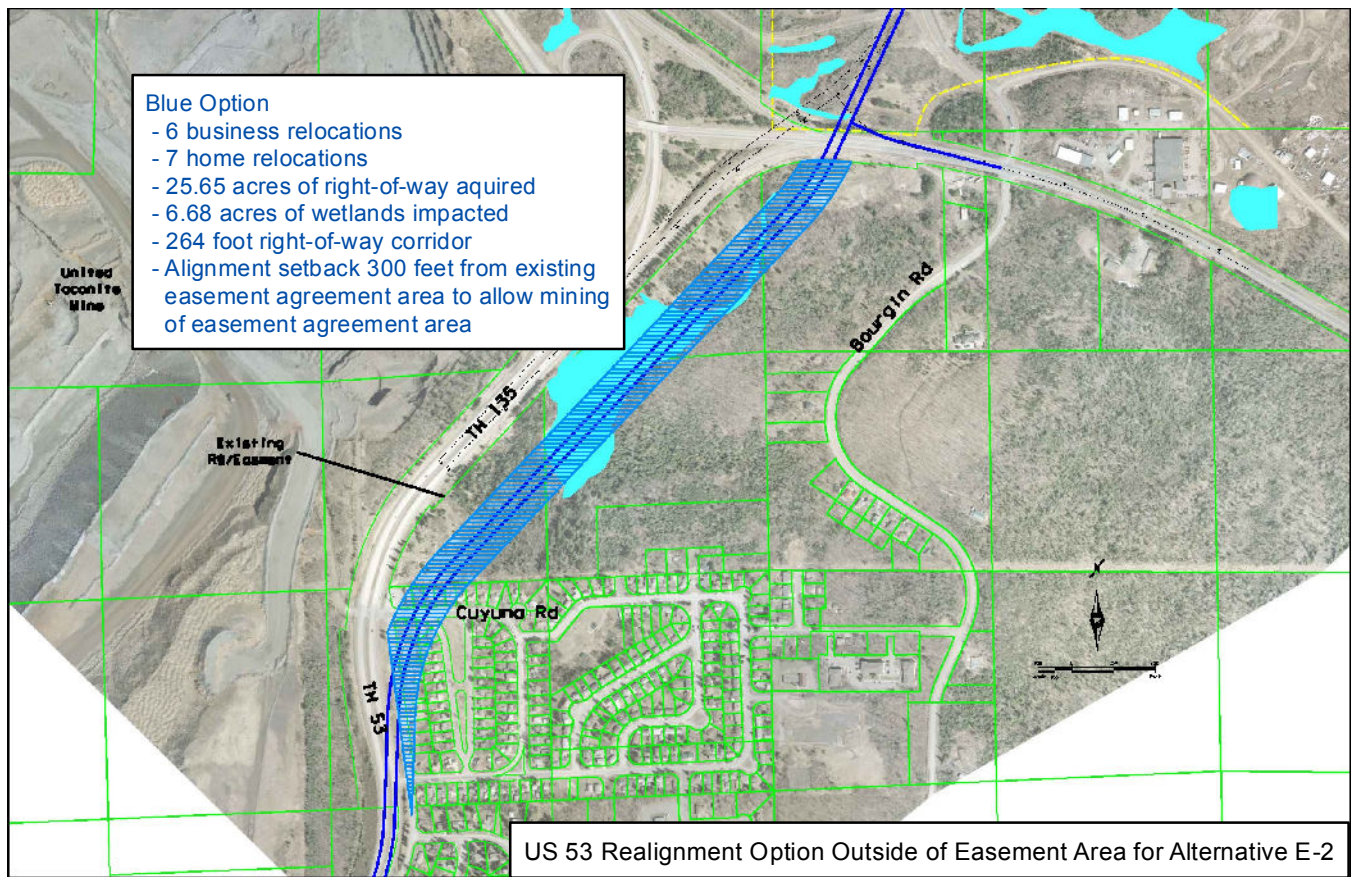 Blue Option
- 6 business relocations
- 7 home relocations
- 25.65 acres of right-of-way aquired
- 6.68 acres of wetlands impacted
- 264 foot right-of-way corridor
- Alignment setback 300 feet from existing
easement agreement area to allow mining
of easement agreement area
United
Taconite
Mine
Bourgin Rd
TH 135
Existing
RW/Easment
Cuyuna Rd
TH 53
US 53 Realignment Option Outside of Easement Area for Alternative E-2